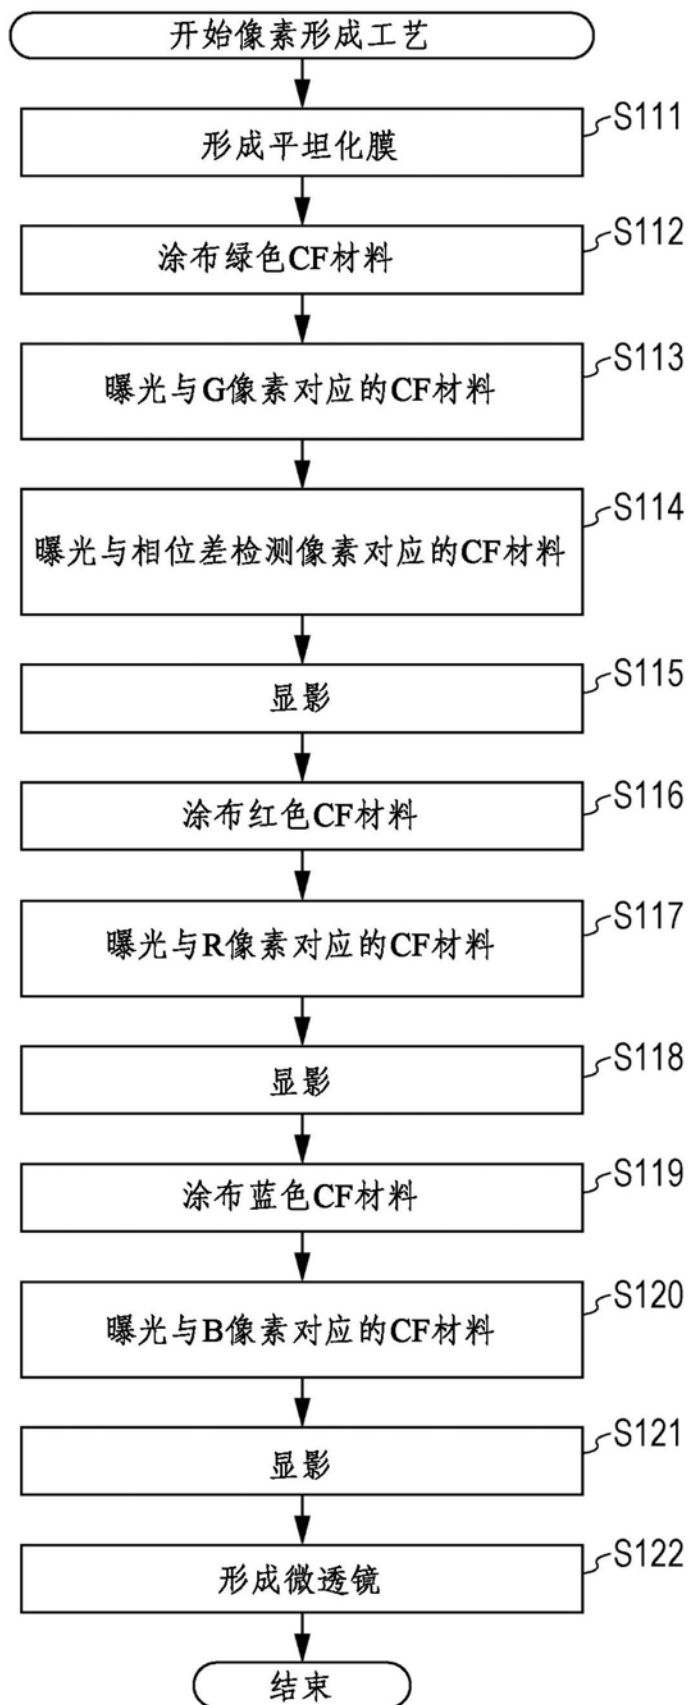 开始像素形成工艺
S111
形成平坦化膜
S112
涂布绿色CF材料
S113
曝光与G像素对应的CF材料
S114
曝光与相位差检测像素对应的CF材料
S115
显影
S116
涂布红色CF材料
S117
曝光与R像素对应的CF材料
S118
显影
S119
涂布蓝色CF材料
S120
曝光与B像素对应的CF材料
S121
显影
S122
形成微透镜
结束